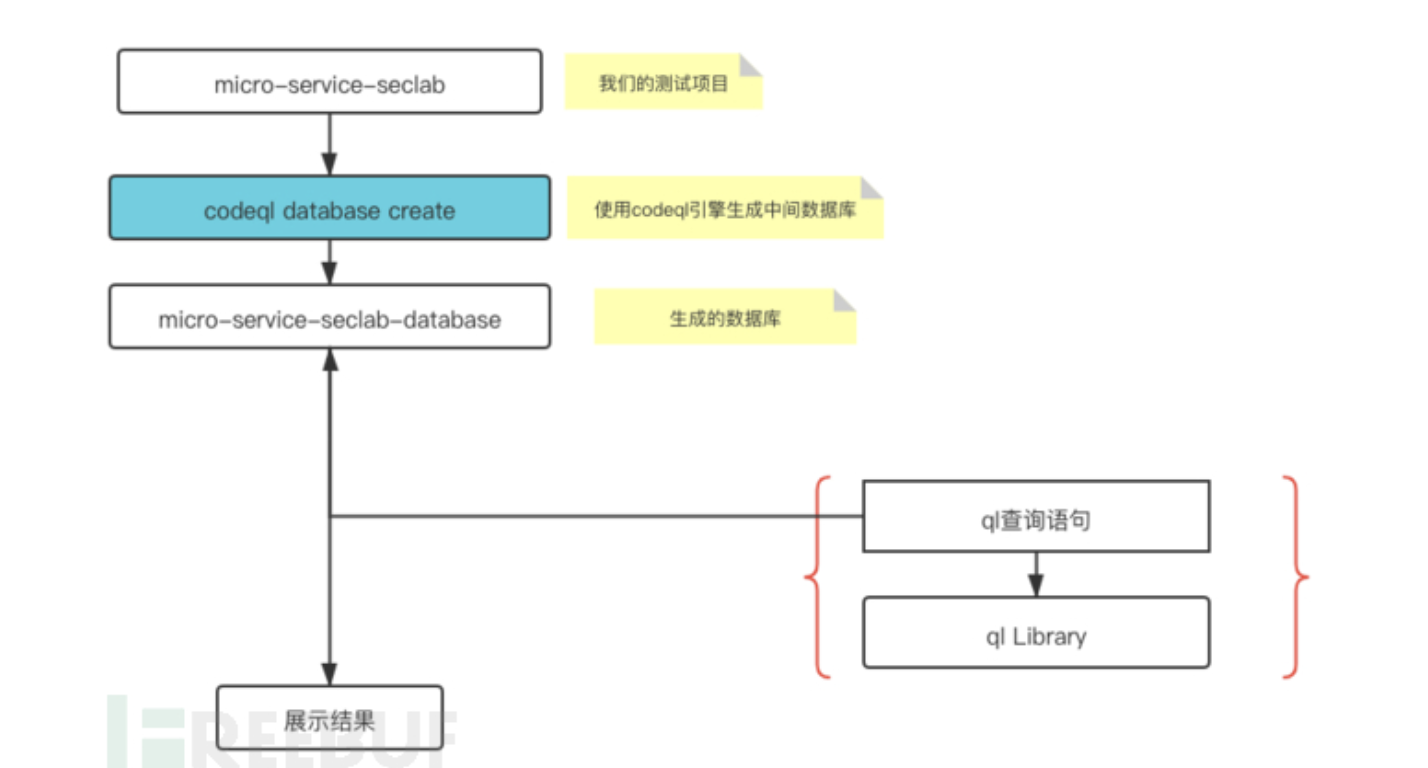 micro-service-seclab
我们的测试项目
codeql database create
使用codeql引擎生成中间数据库
micro-service-seclab-database
生成的数据库
ql查询语句
ql Library
展示结果
REEBUF